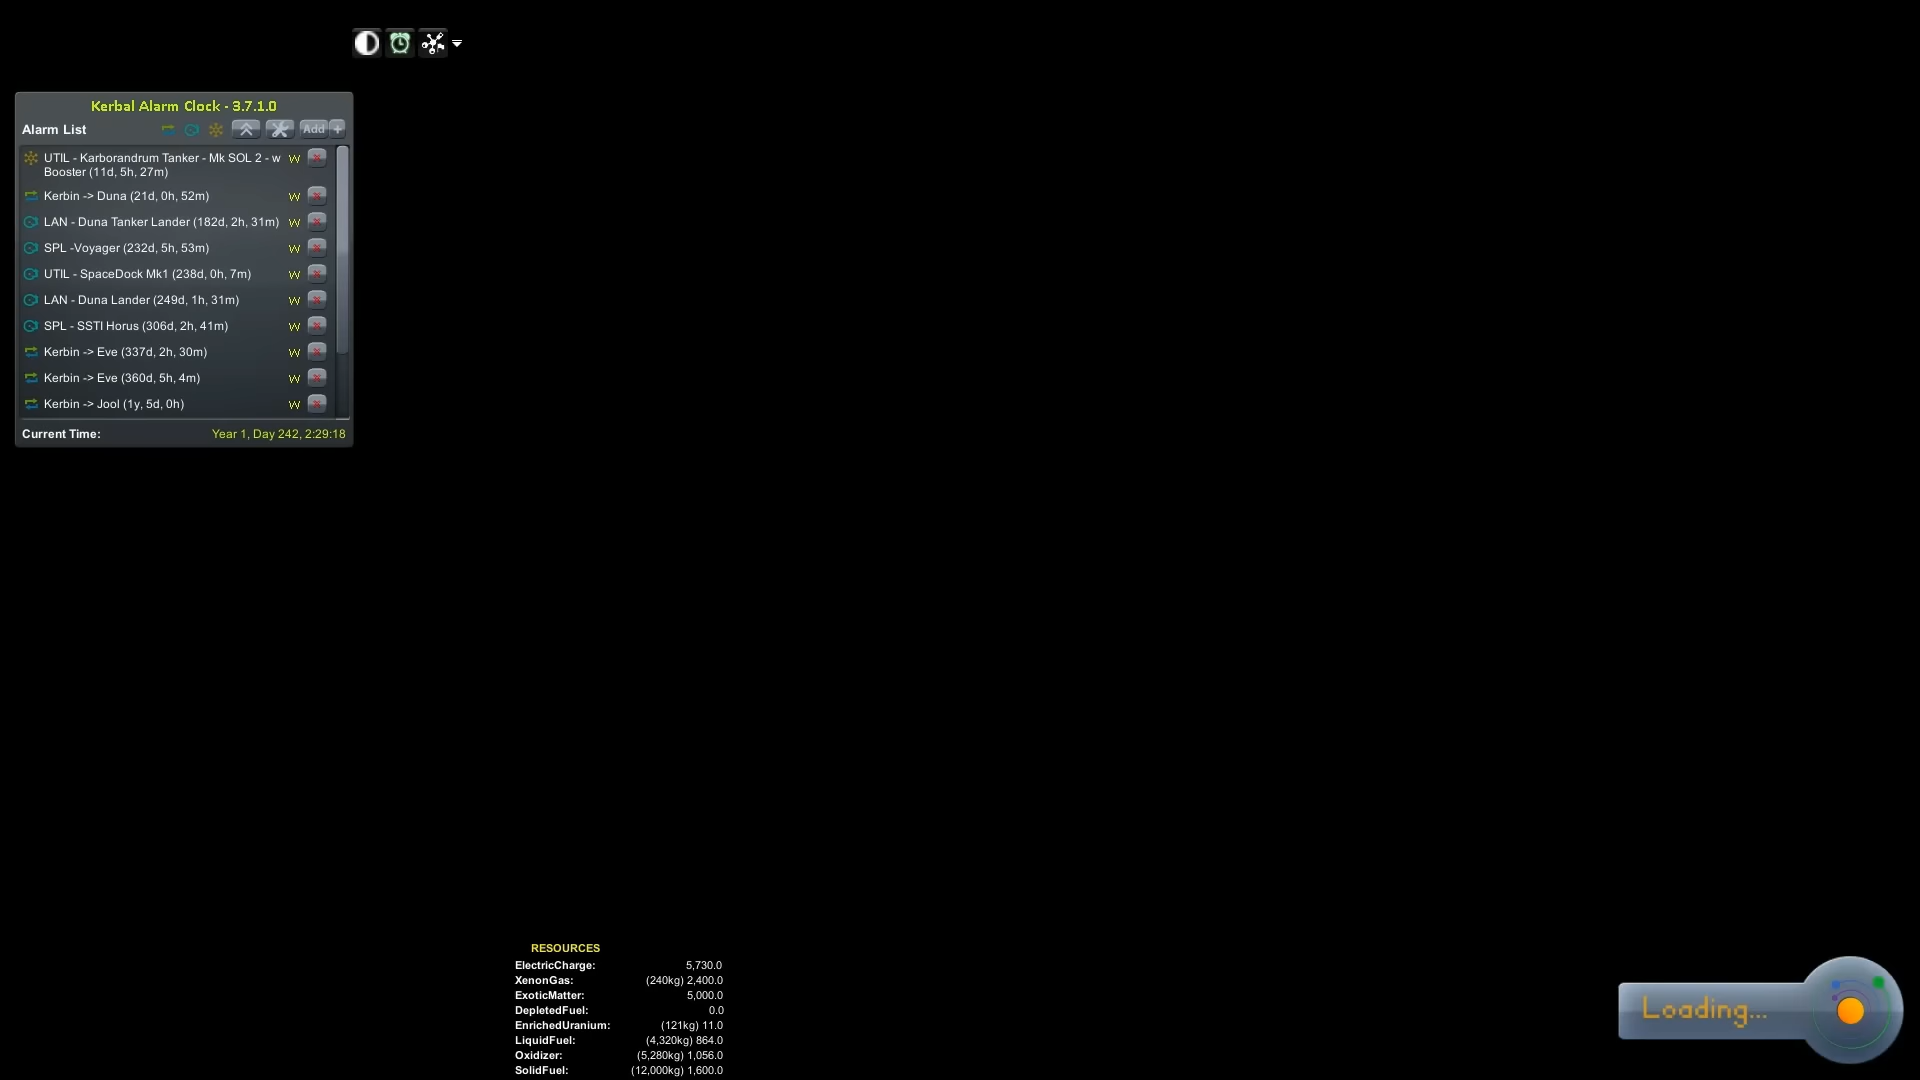 Kerbal Alarm Clock - 3.7.1.0
Alarm List Add +
UTIL - Karborandrum Tanker - Mk SOL 2 - w W
Booster (11d, 5h, 27m)
Kerbin -> Duna (21d, 0h, 52m) W
LAN - Duna Tanker Lander (182d, 2h, 31m) W
SPL -Voyager (232d, 5h, 53m) W
UTIL - SpaceDock Mk1 (238d, 0h, 7m) W
LAN - Duna Lander (249d, 1h, 31m) W
SPL - SSTI Horus (306d, 2h, 41m) W
Kerbin -> Eve (337d, 2h, 30m) W
Kerbin -> Eve (360d, 5h, 4m) W
Kerbin -> Jool (1y, 5d, 0h) W
Current Time: Year 1, Day 242, 2:29:18
RESOURCES
ElectricCharge: 5,730.0
XenonGas: (240kg) 2,400.0
ExoticMatter: 5,000.0
DepletedFuel: 0.0
EnrichedUranium: (121kg) 11.0
LiquidFuel: (4,320kg) 864.0
Oxidizer: (5,280kg) 1,056.0
SolidFuel: (12,000kg) 1,600.0
Loading...